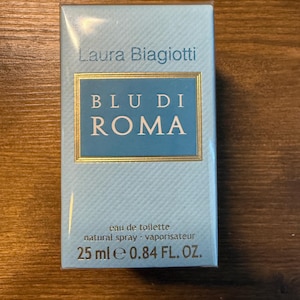 Laura Biagiotti
BLU DI
ROMA
eau de toilette
natural spray - vaporisateur
25 ml ℮ 0.84 FL. OZ.